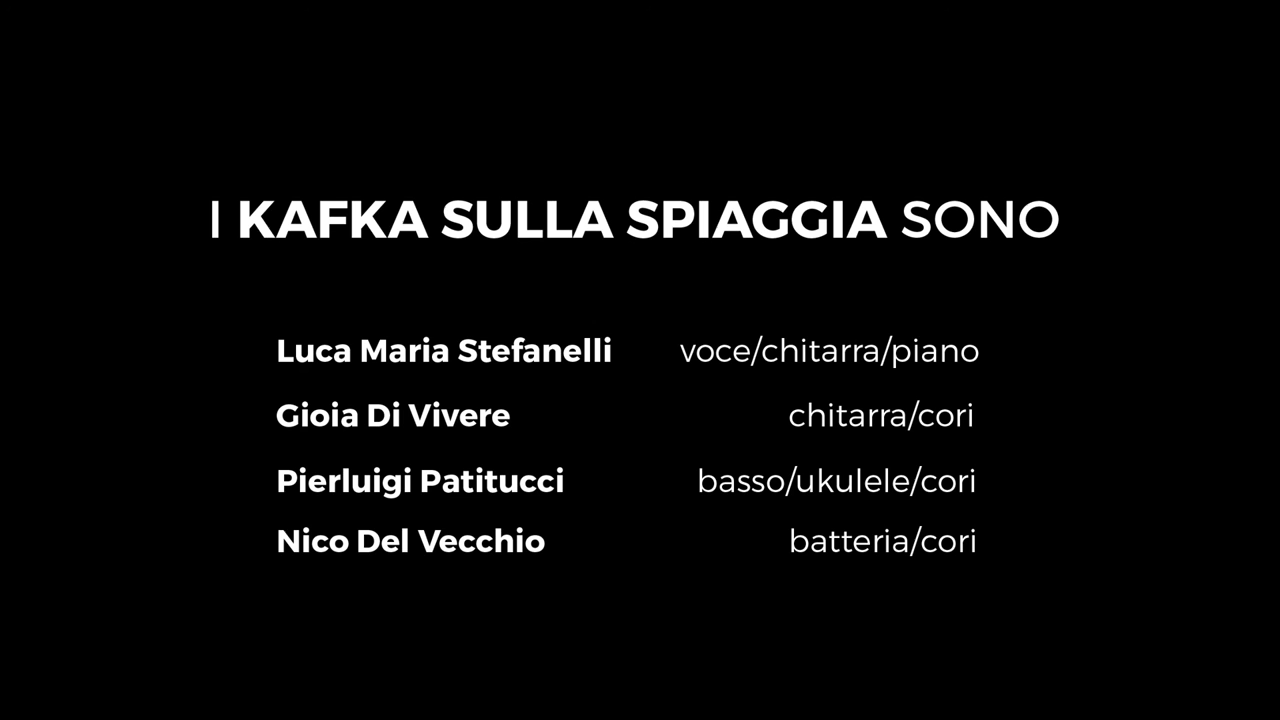 I KAFKA SULLA SPIAGGIA SONO
Luca Maria Stefanelli voce/chitarra/piano
Gioia Di Vivere chitarra/cori
Pierluigi Patitucci basso/ukulele/cori
Nico Del Vecchio batteria/cori